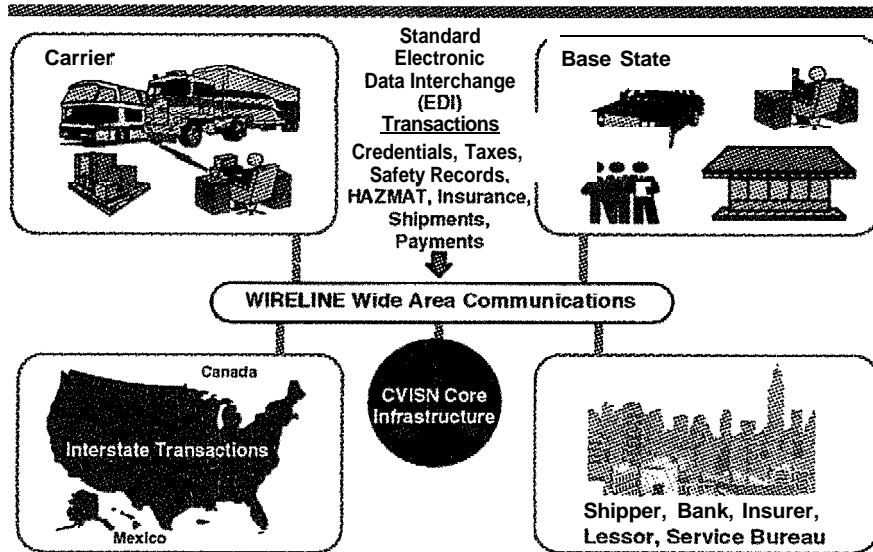 Carrier
Standard
Electronic
Data Interchange
(EDI)
Transactions
Credentials, Taxes,
Safety Records,
HAZMAT, Insurance,
Shipments,
Payments
Base State
WIRELINE Wide Area Communications
Canada
Interstate Transactions
Mexico
CVISN Core
Infrastructure
Shipper, Bank, Insurer,
Lessor, Service Bureau